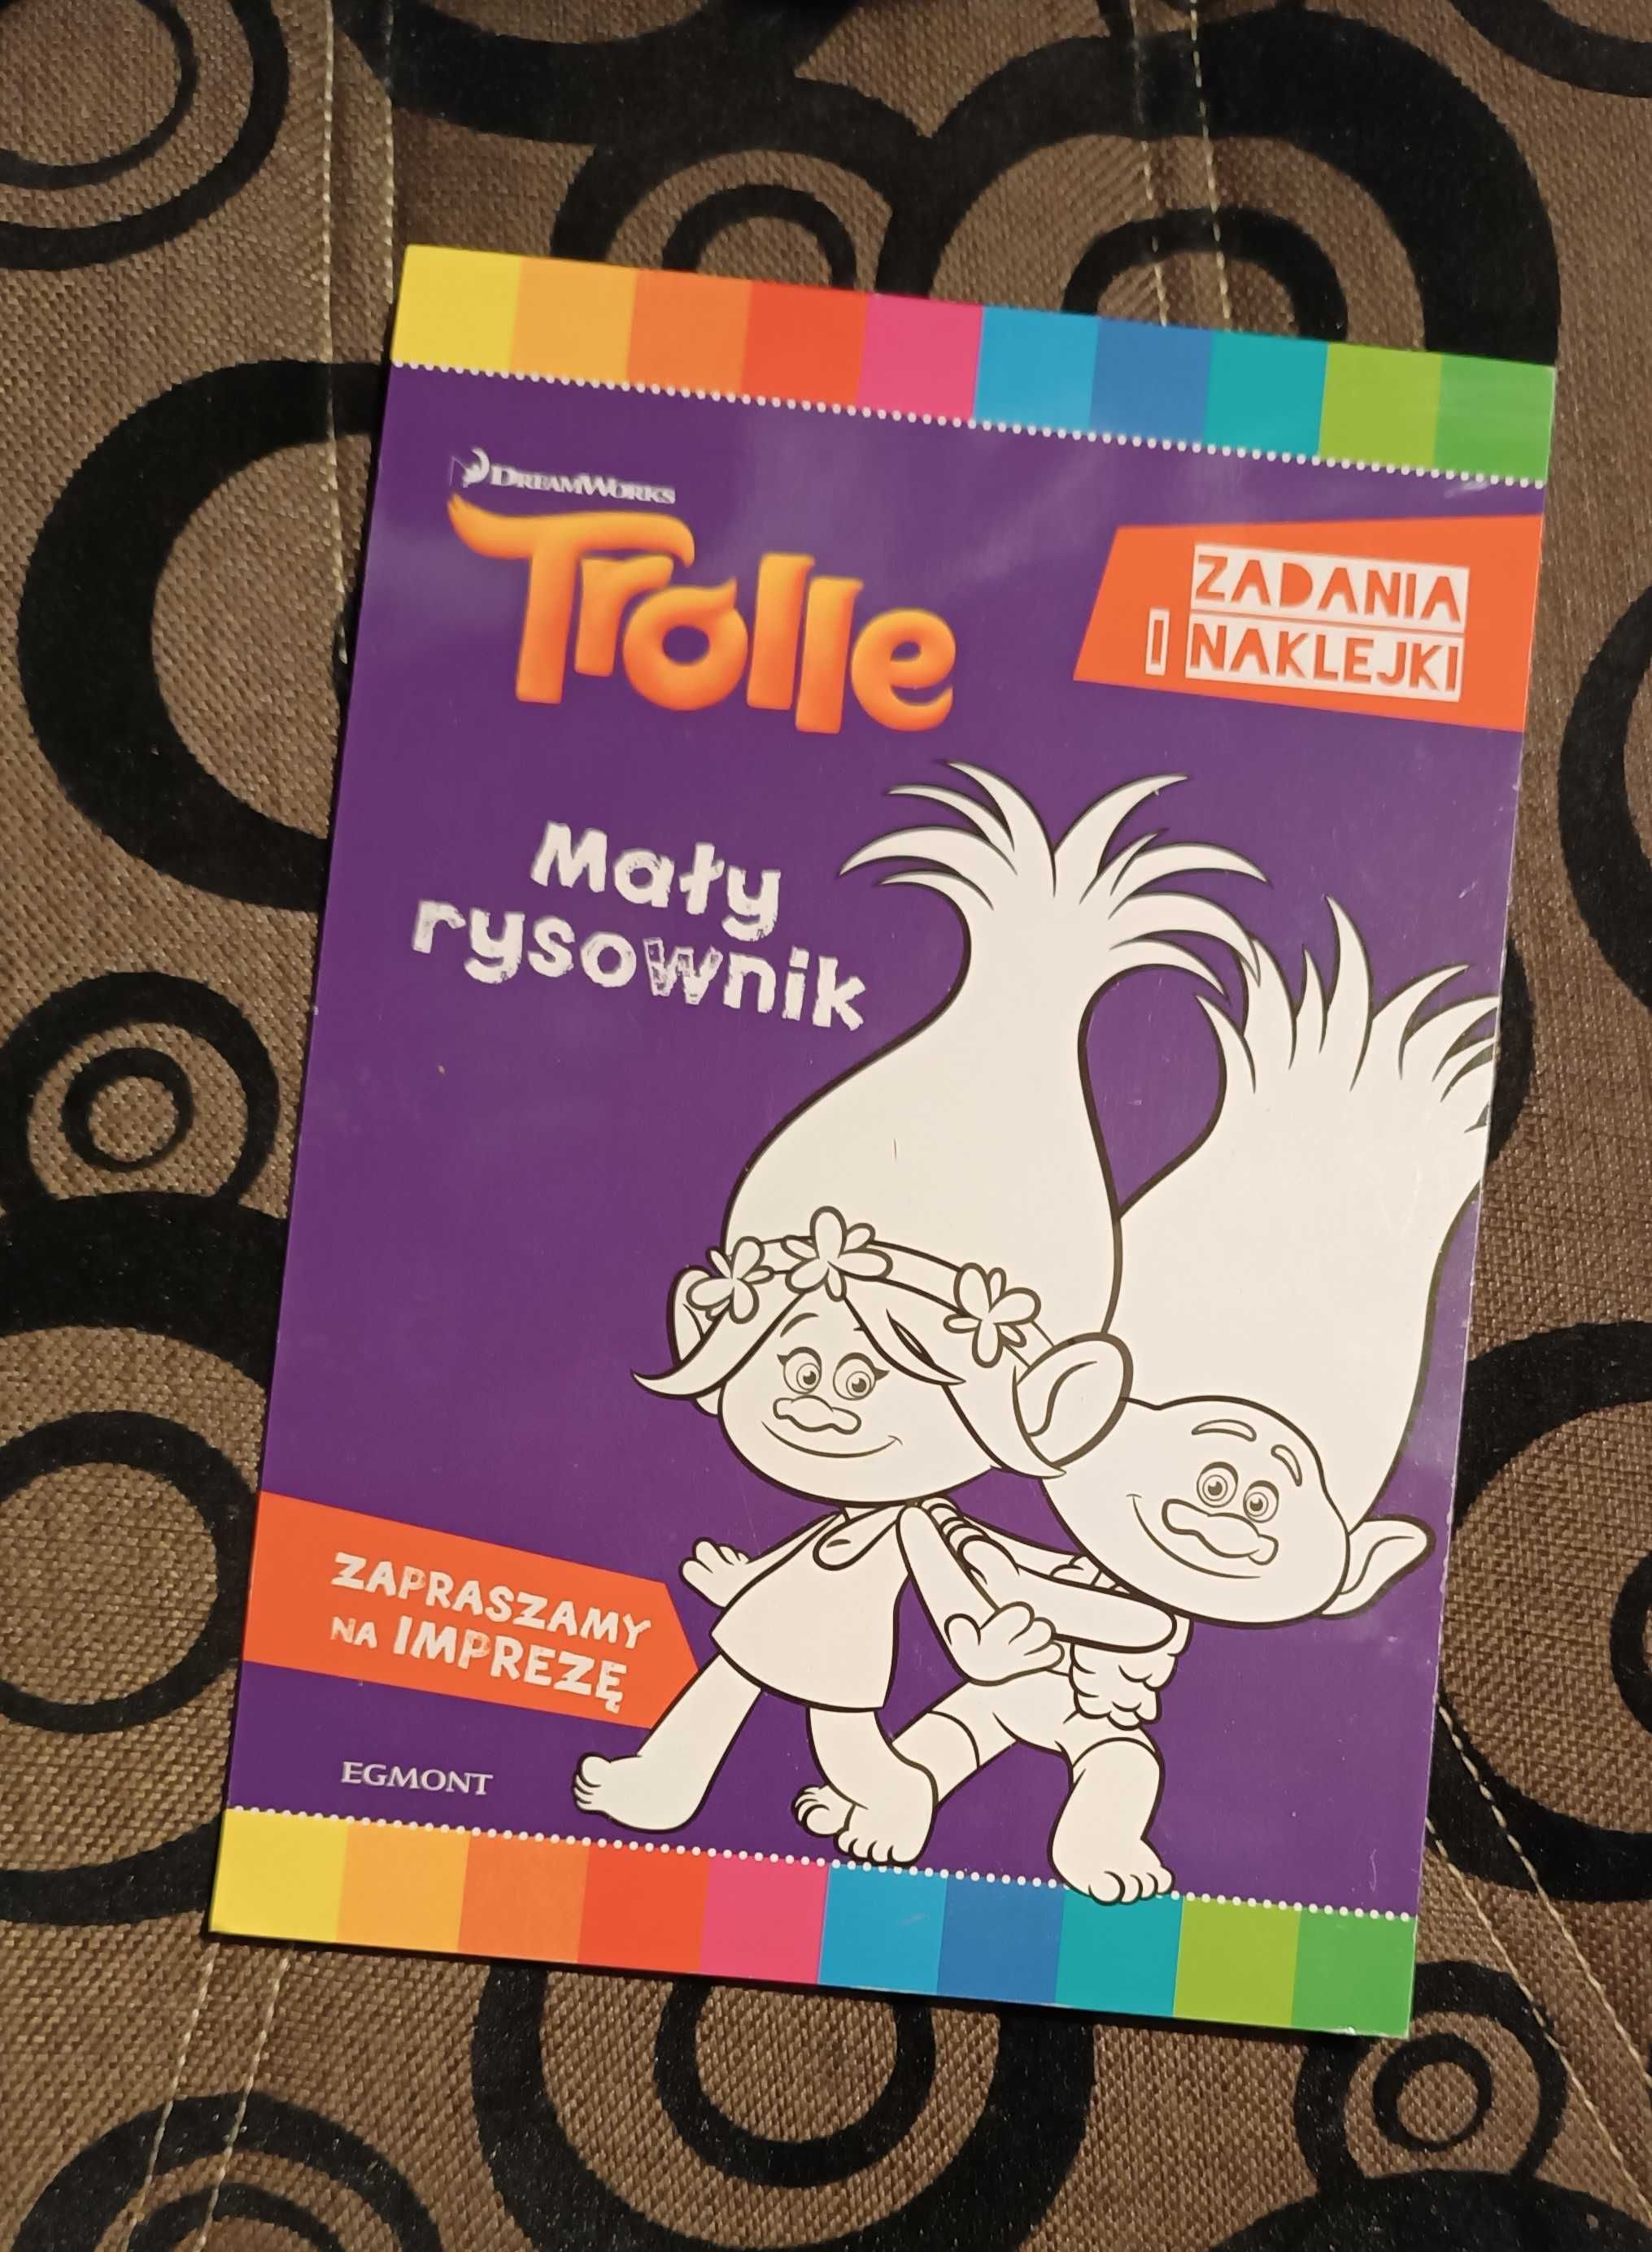 DREAMWORKS
Trolle
ZADANIA
I NAKLEJKI
Mały
rysownik
ZAPRASZAMY
NA IMPREZĘ
EGMONT